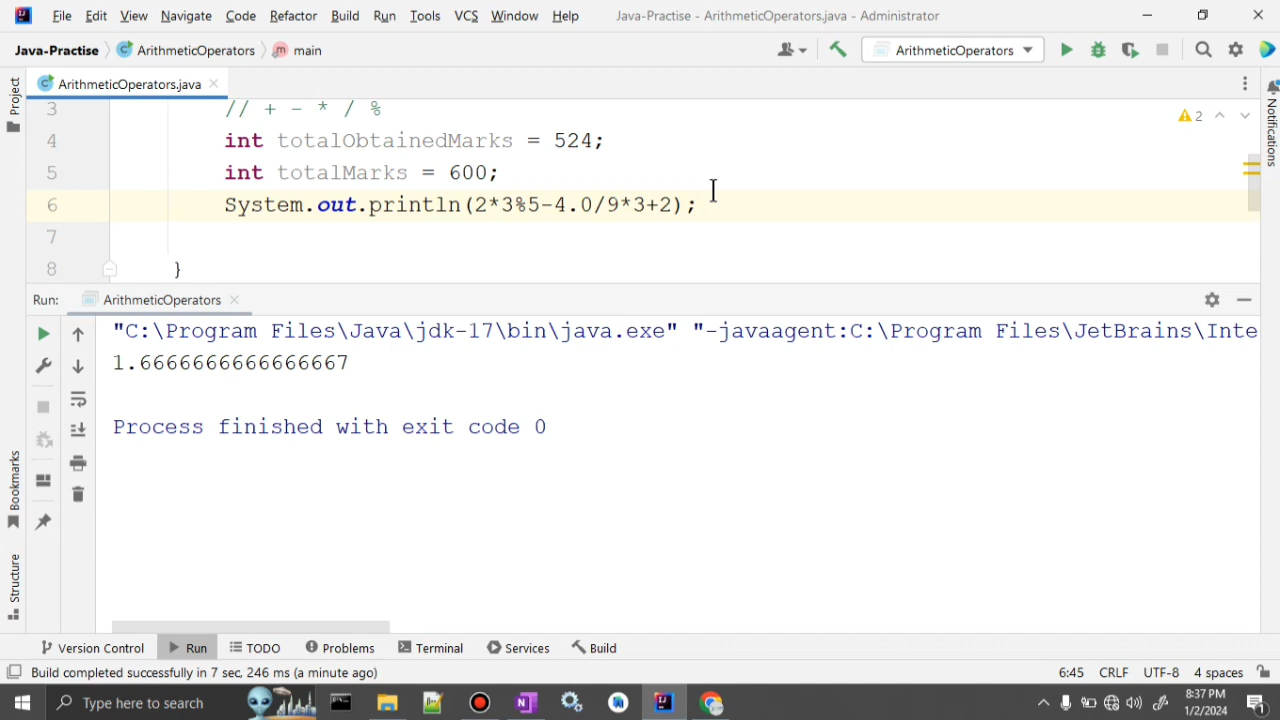 File Edit View Navigate Code Refactor Build Run Tools VCS Window Help Java-Practise - ArithmeticOperators.java - Administrator
Java-Practise ArithmeticOperators main ArithmeticOperators
Project
ArithmeticOperators.java
Notifications
3 // + - * / %
2
4 int totalObtainedMarks = 524;
5 int totalMarks = 600;
6 System.out.println(2*3%5-4.0/9*3+2);
7
8 }
Run: ArithmeticOperators
"C:\Program Files\Java\jdk-17\bin\java.exe" "-javaagent:C:\Program Files\JetBrains\Inte
1.6666666666666667
Process finished with exit code 0
Bookmarks
Structure
Version Control Run TODO Problems Terminal Services Build
Build completed successfully in 7 sec, 246 ms (a minute ago) 6:45 CRLF UTF-8 4 spaces
Type here to search
8:37 PM
1/2/2024
1